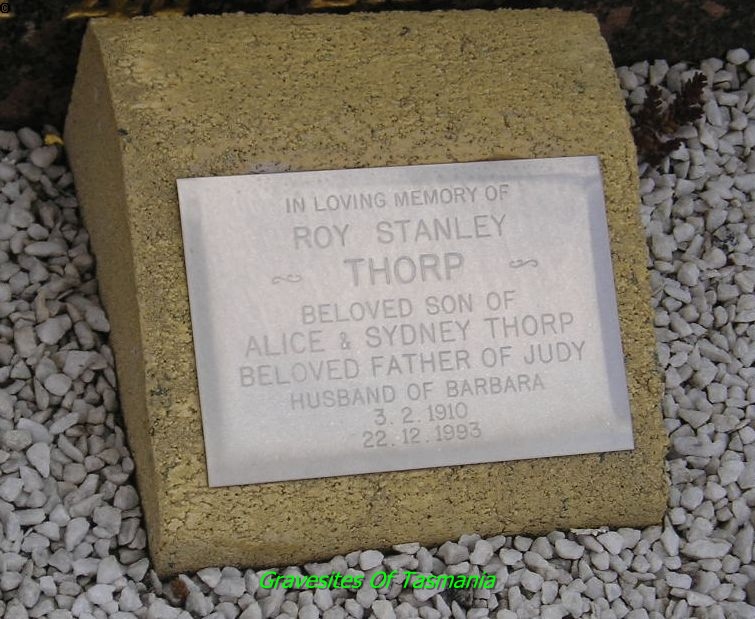 ©
IN LOVING MEMORY OF
ROY STANLEY
THORP
BELOVED SON OF
ALICE & SYDNEY THORP
BELOVED FATHER OF JUDY
HUSBAND OF BARBARA
3.2.1910
22.12.1993
Gravesites Of Tasmania